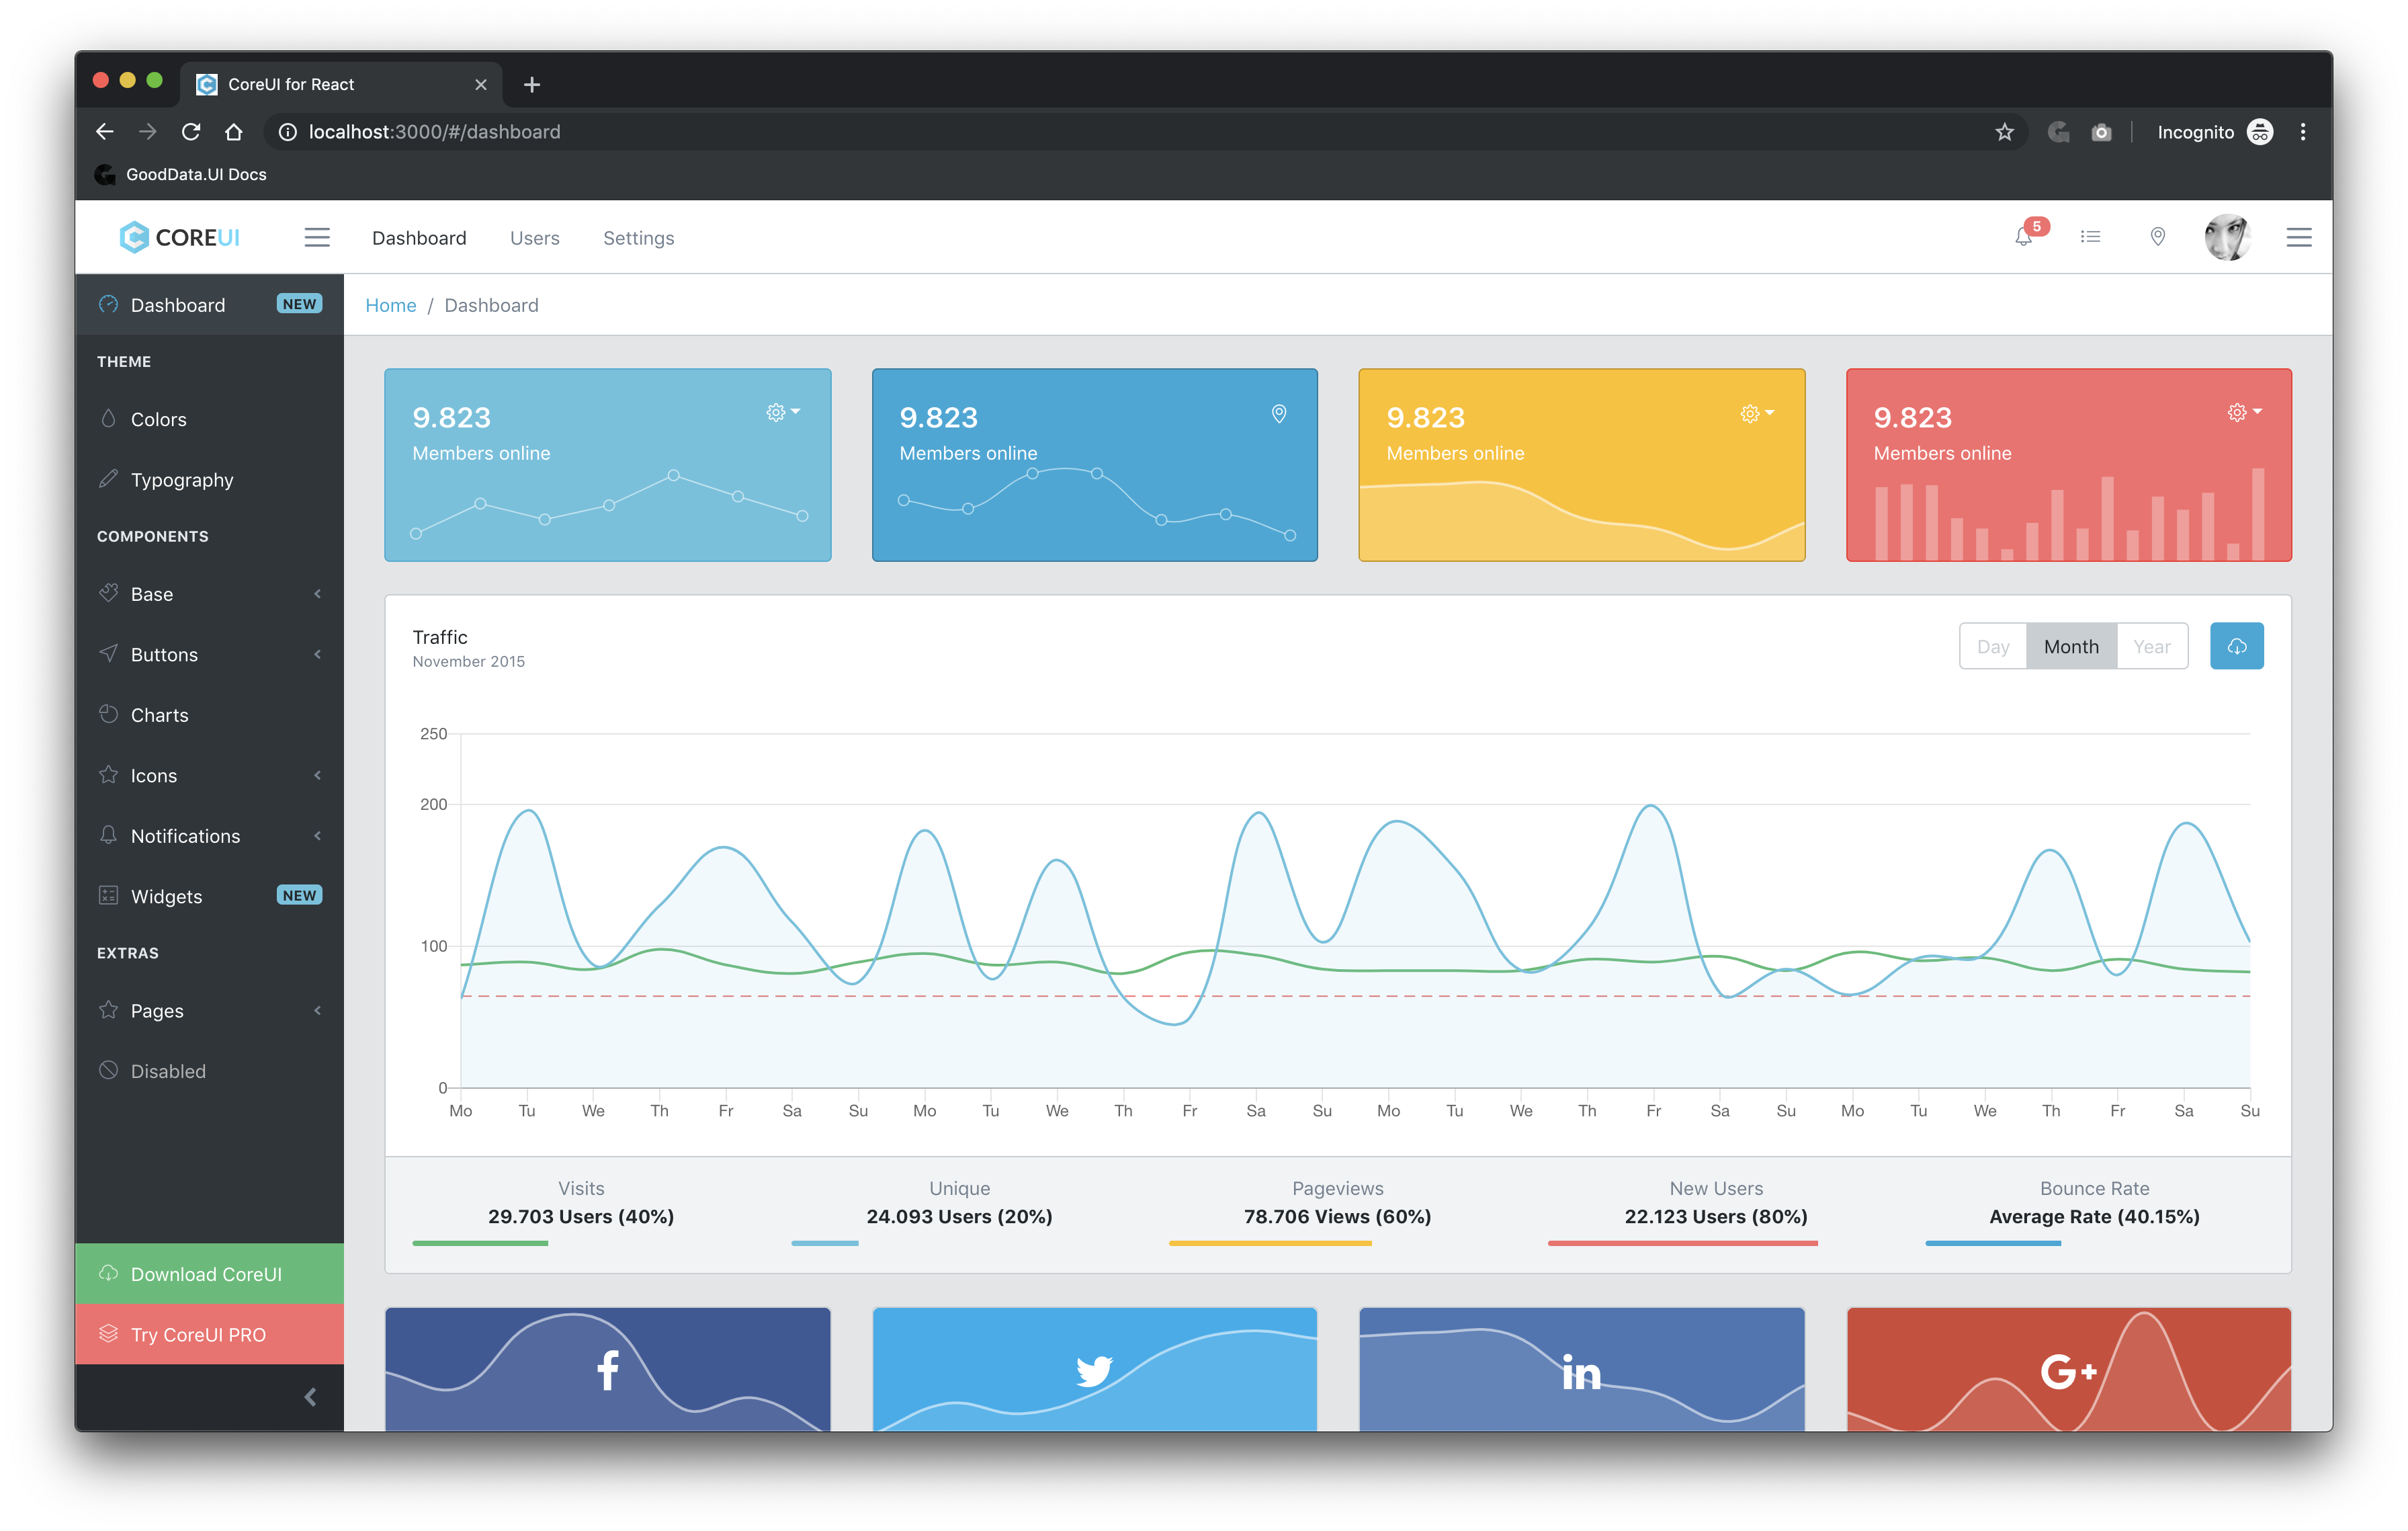 CoreUI for React
localhost:3000/#/dashboard
Incognito
GoodData.UI Docs
COREUI
Dashboard Users Settings
5
Dashboard NEW
Home / Dashboard
THEME
Colors
Typography
COMPONENTS
Base
Buttons
Charts
Icons
Notifications
Widgets NEW
EXTRAS
Pages
Disabled
Download CoreUI
Try CoreUI PRO
9.823
Members online
9.823
Members online
9.823
Members online
9.823
Members online
Traffic
November 2015
Day Month Year
250
200
100
0
Mo Tu We Th Fr Sa Su Mo Tu We Th Fr Sa Su Mo Tu We Th Fr Sa Su Mo Tu We Th Fr Sa Su
Visits
29.703 Users (40%)
Unique
24.093 Users (20%)
Pageviews
78.706 Views (60%)
New Users
22.123 Users (80%)
Bounce Rate
Average Rate (40.15%)
f
in
G+